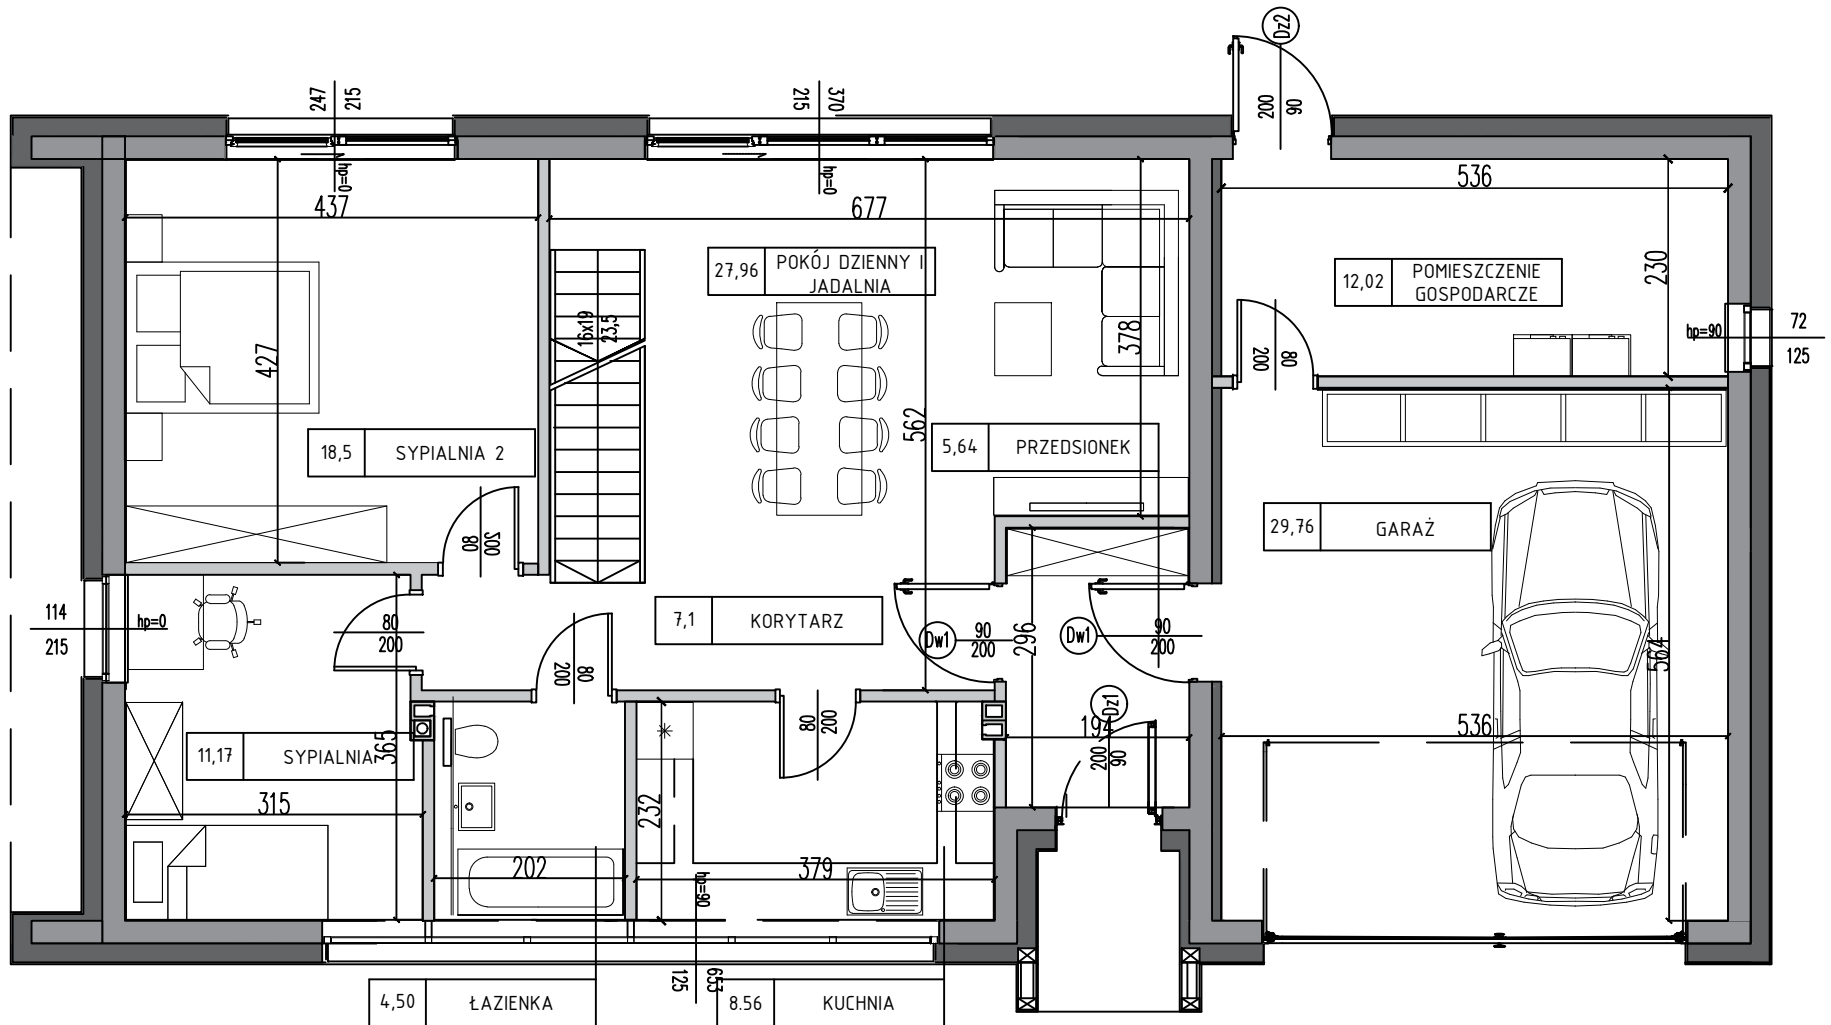 Dz2
247
215
215
370
200
90
hp=0
hp=0
536
437
677
27,96
POKÓJ DZIENNY I
JADALNIA
12,02
POMIESZCZENIE
GOSPODARCZE
230
16x19
23,5
hp=90
72
125
427
378
200
80
562
18,5
SYPIALNIA 2
5,64
PRZEDSIONEK
29,76
GARAŻ
80
200
114
215
hp=0
80
200
7,1
KORYTARZ
Dw1
90
200
296
Dw1
90
200
564
200
80
80
200
Dz1
194
200
90
536
11,17
SYPIALNIA
365
315
232
202
379
hp=90
125
653
4,50
ŁAZIENKA
8.56
KUCHNIA